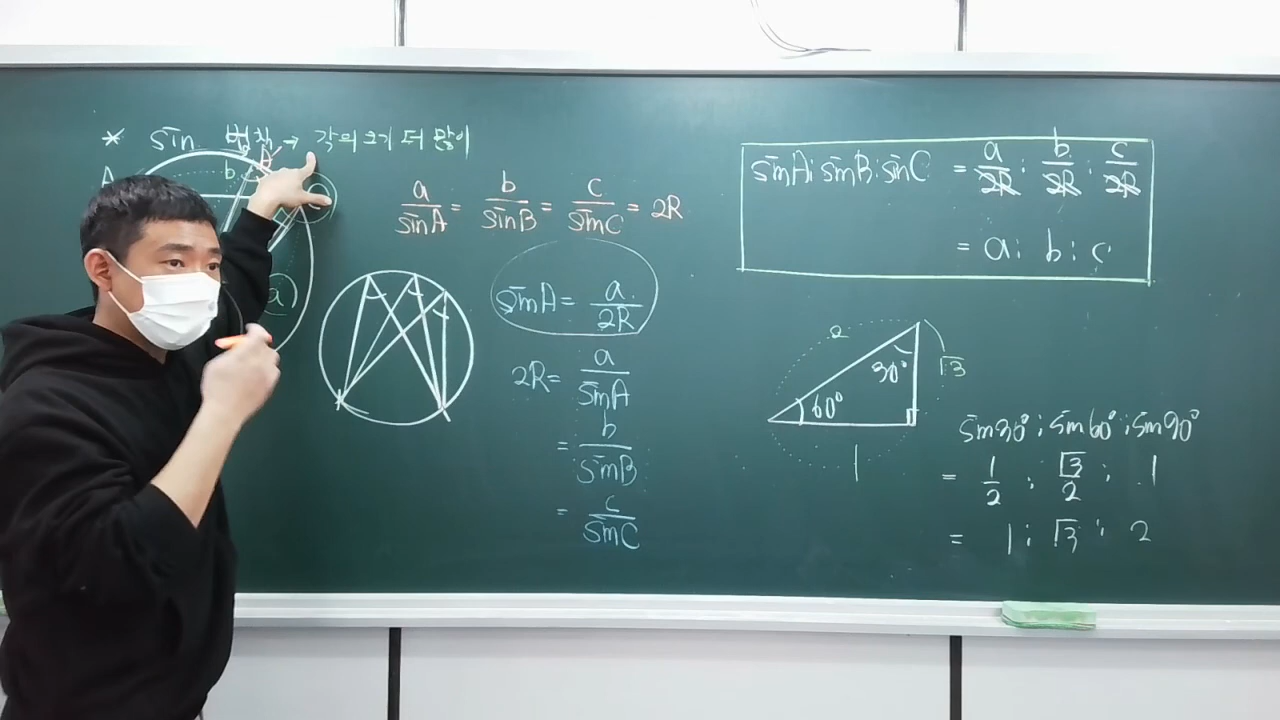 * sin 법칙 → 각의 크기 더 많이
A
b
a
a/sinA = b/sinB = c/sinC = 2R
sinA = a/2R
2R = a/sinA
= b/sinB
= c/sinC
sinA : sinB : sinC = a/2R : b/2R : c/2R
= a : b : c
2
30°
√3
60°
1
sin30° : sin60° : sin90°
= 1/2 : √3/2 : 1
= 1 : √3 : 2